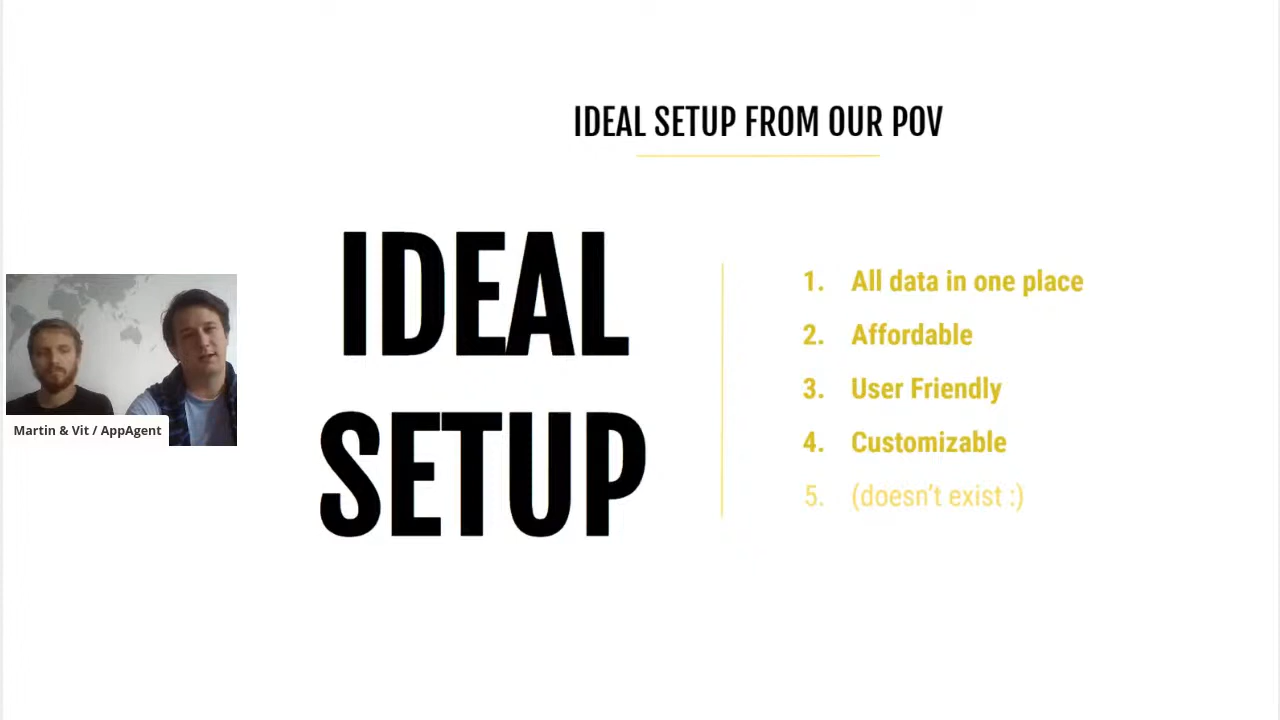 IDEAL SETUP FROM OUR POV
IDEAL
SETUP
1. All data in one place
2. Affordable
3. User Friendly
4. Customizable
5. (doesn't exist :)
Martin & Vit / AppAgent